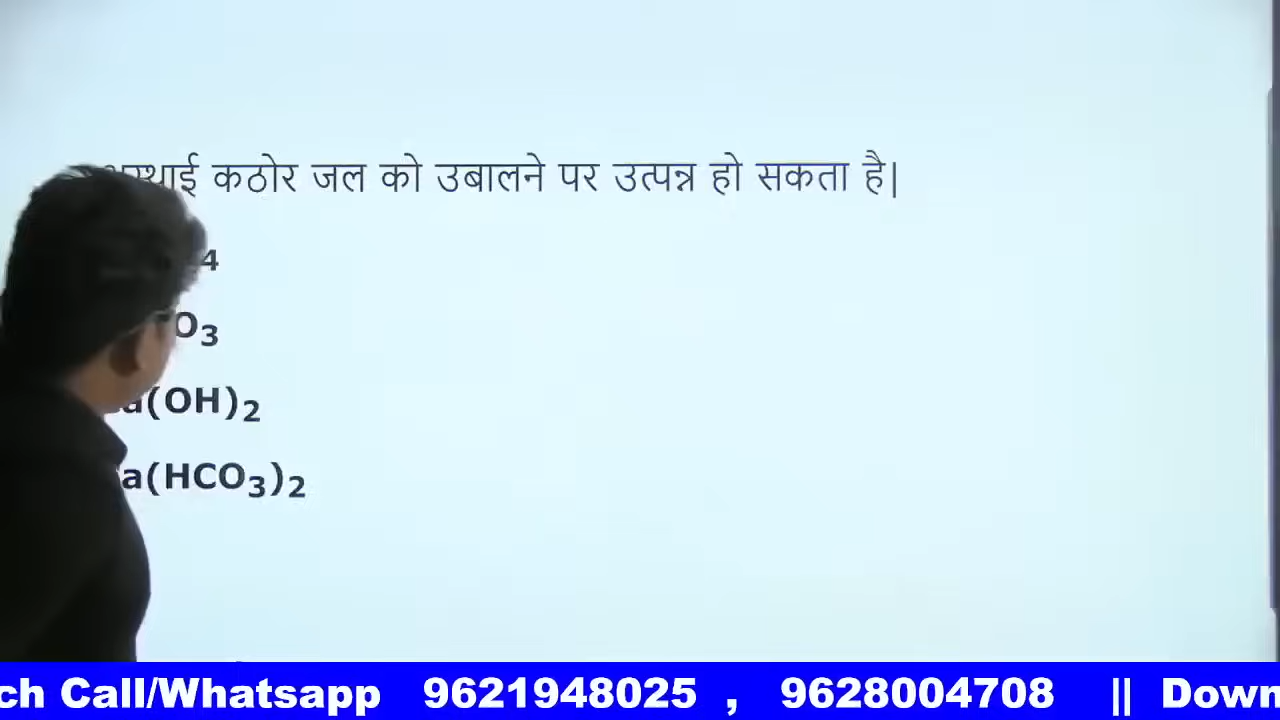 कठोर जल को उबालने पर उत्पन्न हो सकता है|
4
O3
a(OH)2
a(HCO3)2
ch Call/Whatsapp 9621948025 , 9628004708 || Down